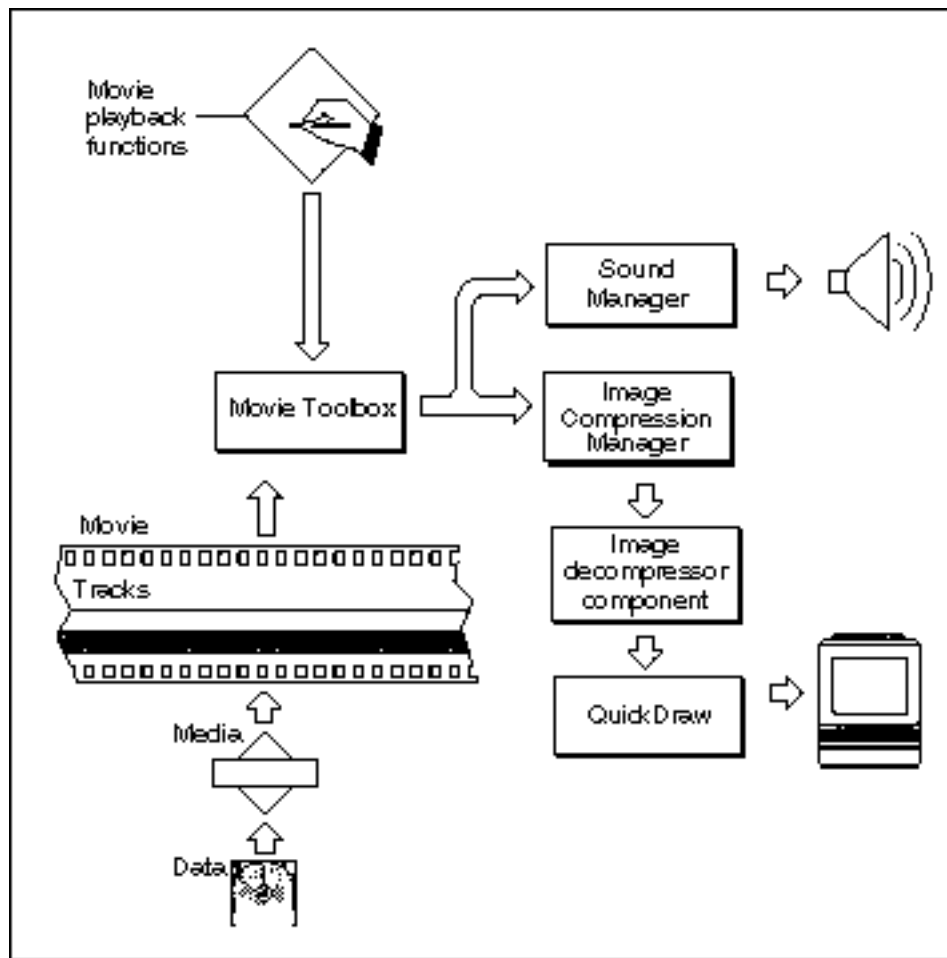 Movie
playback
functions
Sound
Manager
Movie Toolbox
Image
Compression
Manager
Movie
Tracks
Image
decompressor
component
Media
QuickDraw
Data